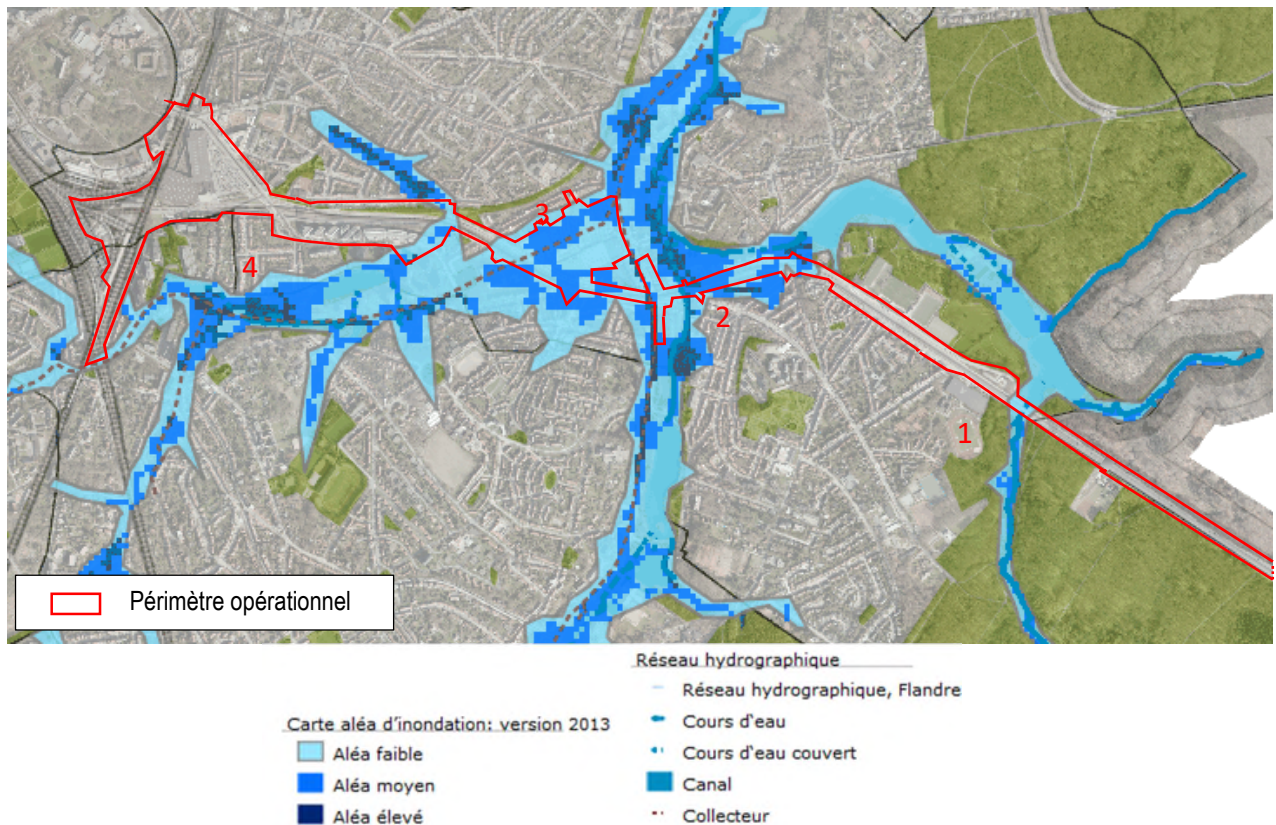 3
4
2
1
Périmètre opérationnel
Réseau hydrographique
Réseau hydrographique, Flandre
Carte aléa d'inondation: version 2013
Cours d'eau
Aléa faible
Cours d'eau couvert
Aléa moyen
Canal
Aléa élevé
Collecteur